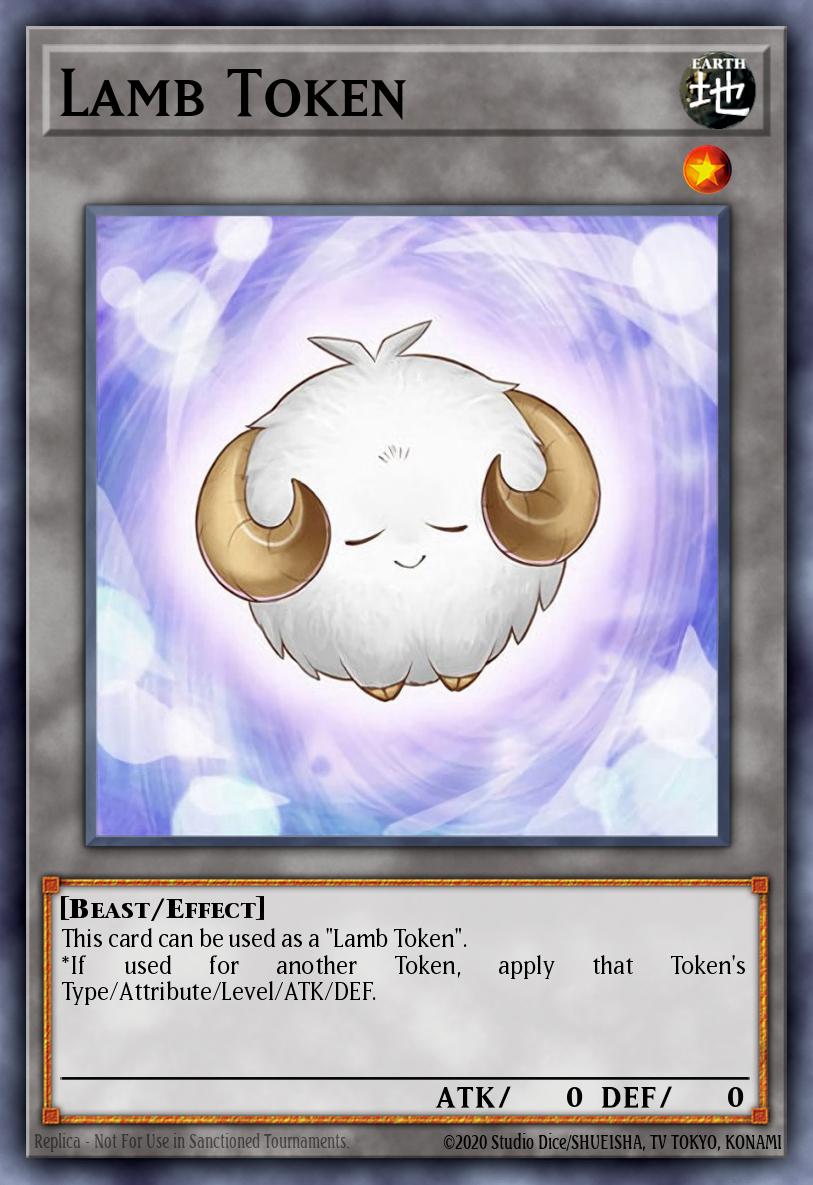 Lamb Token
EARTH
地
[Beast/Effect]
This card can be used as a "Lamb Token".
*If used for another Token, apply that Token's
Type/Attribute/Level/ATK/DEF.
ATK/ 0 DEF/ 0
Replica - Not For Use in Sanctioned Tournaments.
©2020 Studio Dice/SHUEISHA, TV TOKYO, KONAMI